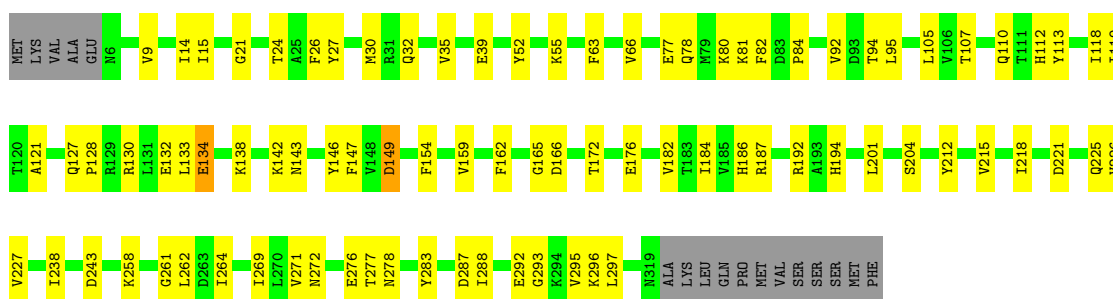 MET LYS VAL ALA GLU N6 V9 I14 I15 G21 T24 A25 F26 Y27 M30 R31 Q32 V35 E39 Y52 K55 F63 V66 E77 Q78 M79 K80 K81 F82 D83 P84 V92 D93 T94 L95 L105 V106 T107 Q110 T111 H112 Y113 I118
T120 A121 Q127 P128 R129 R130 L131 E132 L133 E134 K138 K142 N143 Y146 F147 V148 D149 F154 V159 F162 G165 D166 T172 E176 V182 T183 I184 V185 H186 R187 R192 A193 H194 L201 S204 Y212 V215 I218 D221 Q225
V227 I238 D243 K258 G261 L262 D263 I264 I269 L270 V271 N272 E276 T277 N278 Y283 D287 I288 E292 G293 K294 V295 K296 L297 N319 ALA LYS LEU GLN PRO MET VAL SER SER SER MET PHE